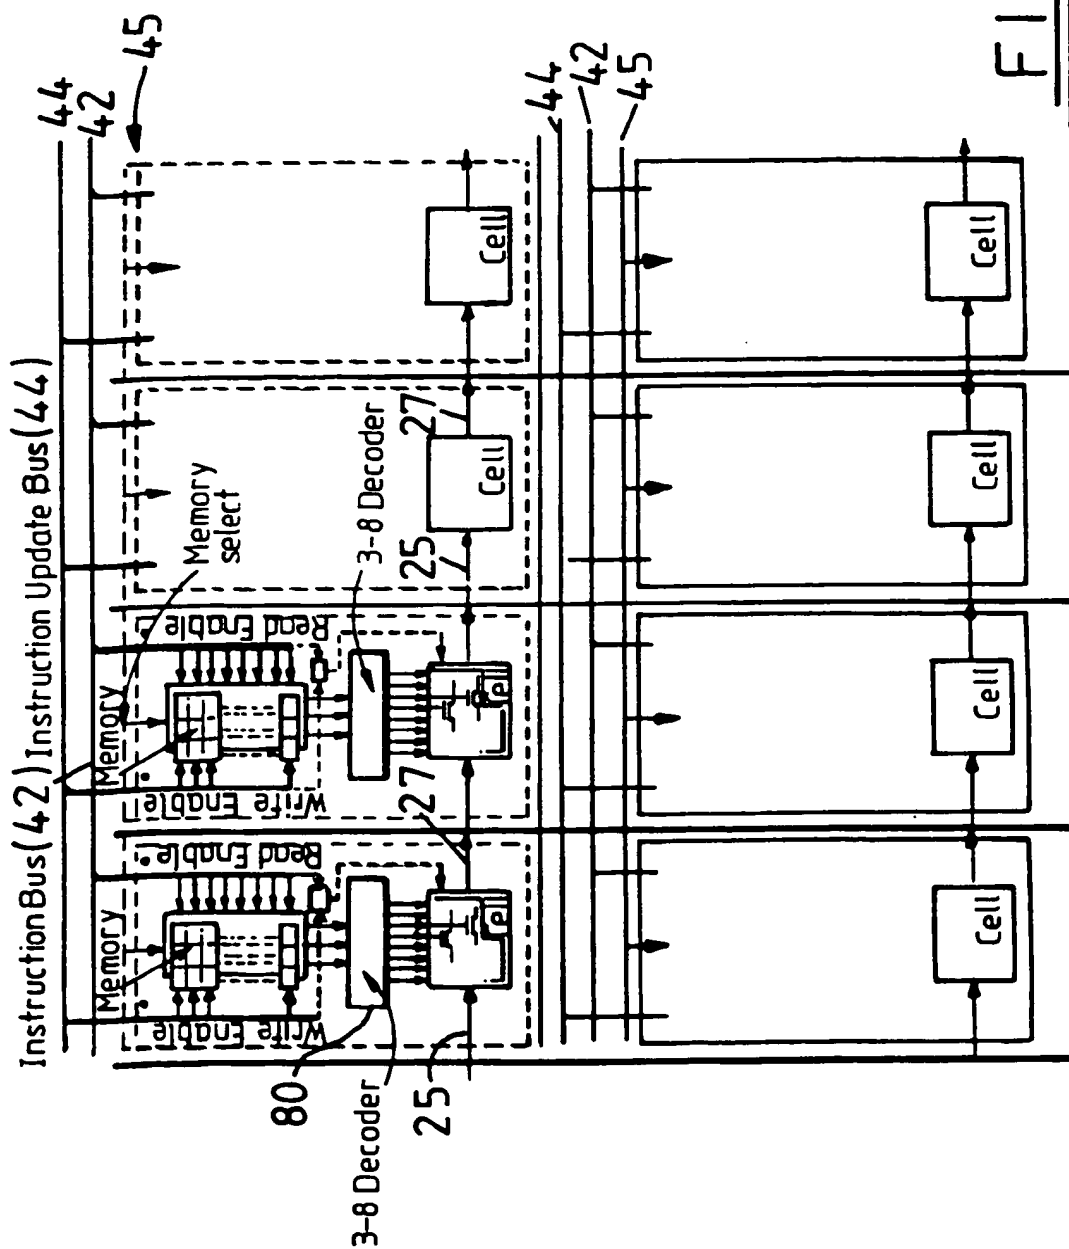 Instruction Bus(42) Instruction Update Bus(44)
44
42
45
Memory
Memory
Write Enable
Read Enable
Write Enable
Read Enable
Memory
select
80
3-8 Decoder
3-8 Decoder
25
27
25
27
Cell
Cell
44
42
45
Cell
Cell
Cell
Cell
F I